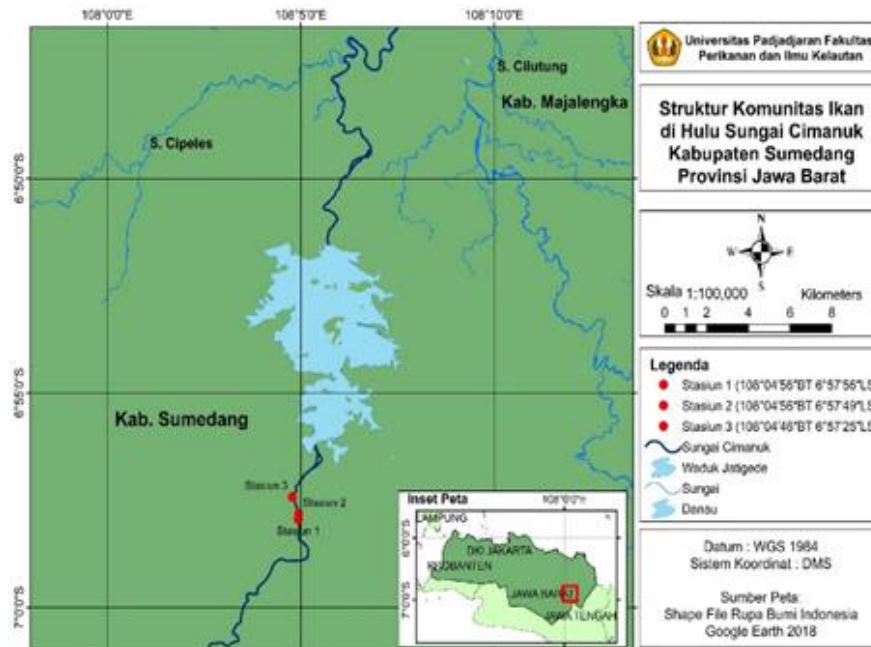 108°0'0"E
108°5'0"E
108°10'0"E
S. Cilutung
Kab. Majalengka
S. Cipeles
6°50'0"S
6°55'0"S
7°0'0"S
Kab. Sumedang
Stasiun 3
Stasiun 2
Stasiun 1
Inset Peta
108°0'0"E
LAMPUNG
DKI JAKARTA
BANTEN
JAWA BARAT
JAWA TENGAH
6°0'0"S
7°0'0"S
Universitas Padjadjaran Fakultas
Perikanan dan Ilmu Kelautan
Struktur Komunitas Ikan
di Hulu Sungai Cimanuk
Kabupaten Sumedang
Provinsi Jawa Barat
N
W E
S
Skala 1:100,000 Kilometers
0 1 2 4 6 8
Legenda
Stasiun 1 (108°04'56"BT 6°57'56"LS
Stasiun 2 (108°04'56"BT 6°57'49"LS
Stasiun 3 (108°04'46"BT 6°57'25"LS
Sungai Cimanuk
Waduk Jatigede
Sungai
Danau
Datum : WGS 1984
Sistem Koordinat : DMS
Sumber Peta:
Shape File Rupa Bumi Indonesia
Google Earth 2018